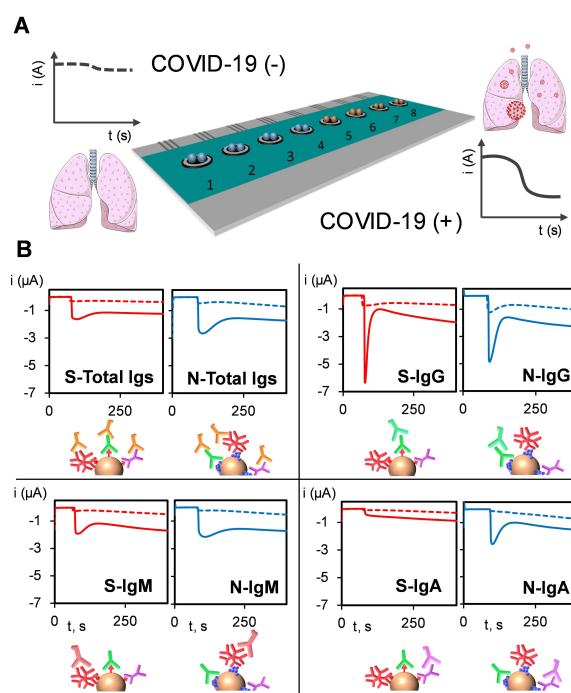 A
COVID-19 (-)
i (A)
t (s)
1 2 3 4 5 6 7 8
i (A)
t (s)
COVID-19 (+)
B
i (µA)
i (µA)
-1
-3
-5
-7
S-Total Igs
N-Total Igs
0 250
0 250
-1
-3
-5
-7
S-IgG
N-IgG
0 250
0 250
i (µA)
i (µA)
-1
-3
-5
-7
S-IgM
N-IgM
0 250
0 250
t, s
t, s
-1
-3
-5
-7
S-IgA
N-IgA
0 250
0 250
t, s
t, s